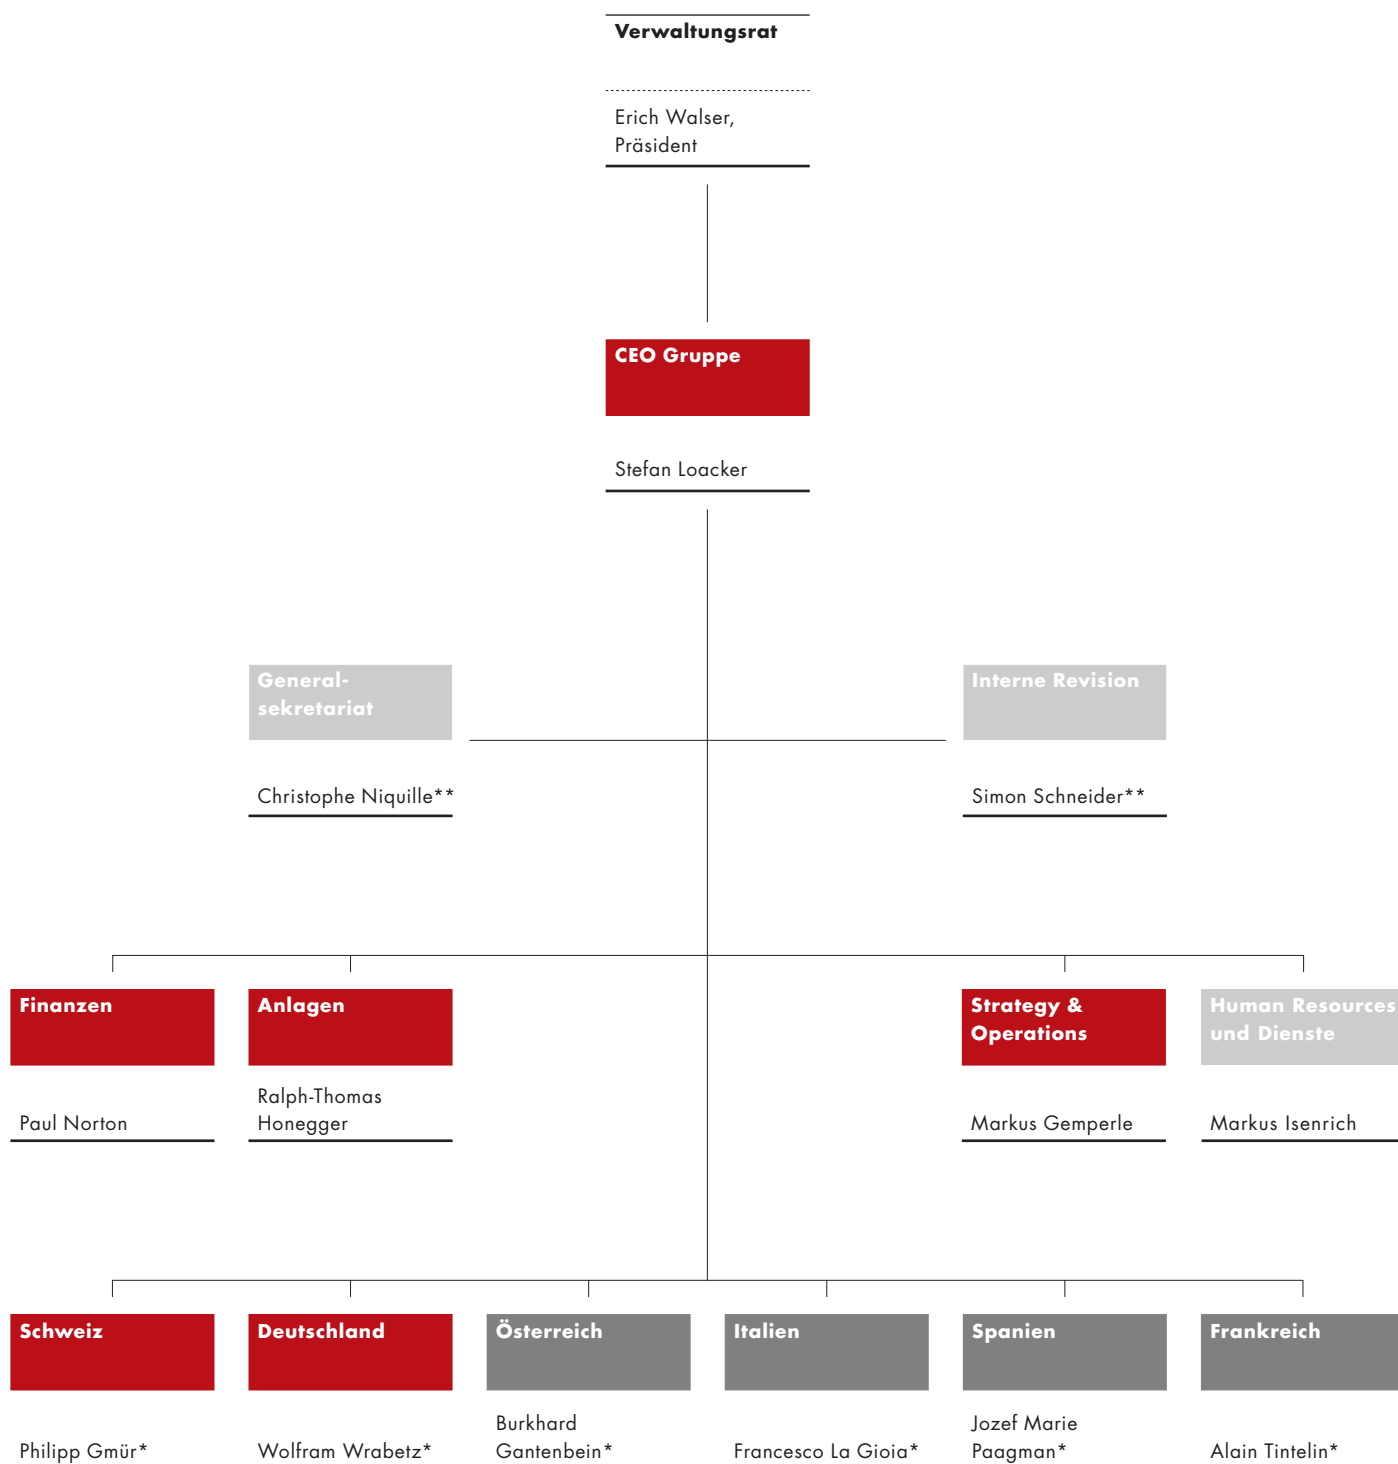 Verwaltungsrat
Erich Walser,
Präsident
CEO Gruppe
Stefan Loacker
General-
sekretariat
Christophe Niquille**
Interne Revision
Simon Schneider**
Finanzen
Paul Norton
Anlagen
Ralph-Thomas
Honegger
Strategy &
Operations
Markus Gemperle
Human Resources
und Dienste
Markus Isenrich
Schweiz
Philipp Gmür*
Deutschland
Wolfram Wrabetz*
Österreich
Burkhard
Gantenbein*
Italien
Francesco La Gioia*
Spanien
Jozef Marie
Paagman*
Frankreich
Alain Tintelin*